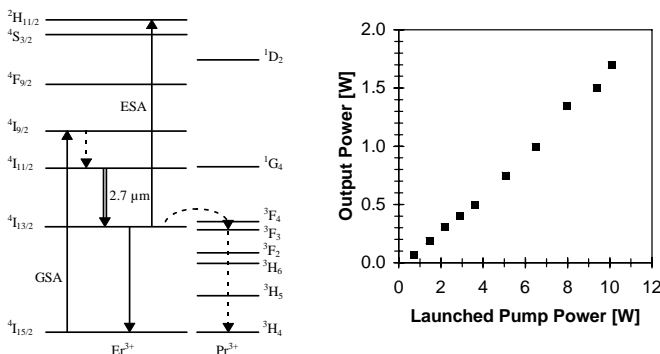 ²H₁₁/₂
⁴S₃/₂
¹D₂
⁴F₉/₂
ESA
⁴I₉/₂
⁴I₁₁/₂
¹G₄
2.7 µm
³F₄
⁴I₁₃/₂
³F₃
³F₂
³H₆
GSA
³H₅
⁴I₁₅/₂
³H₄
Er³⁺
Pr³⁺
Output Power [W]
2.0
1.5
1.0
0.5
0.0
0 2 4 6 8 10 12
Launched Pump Power [W]